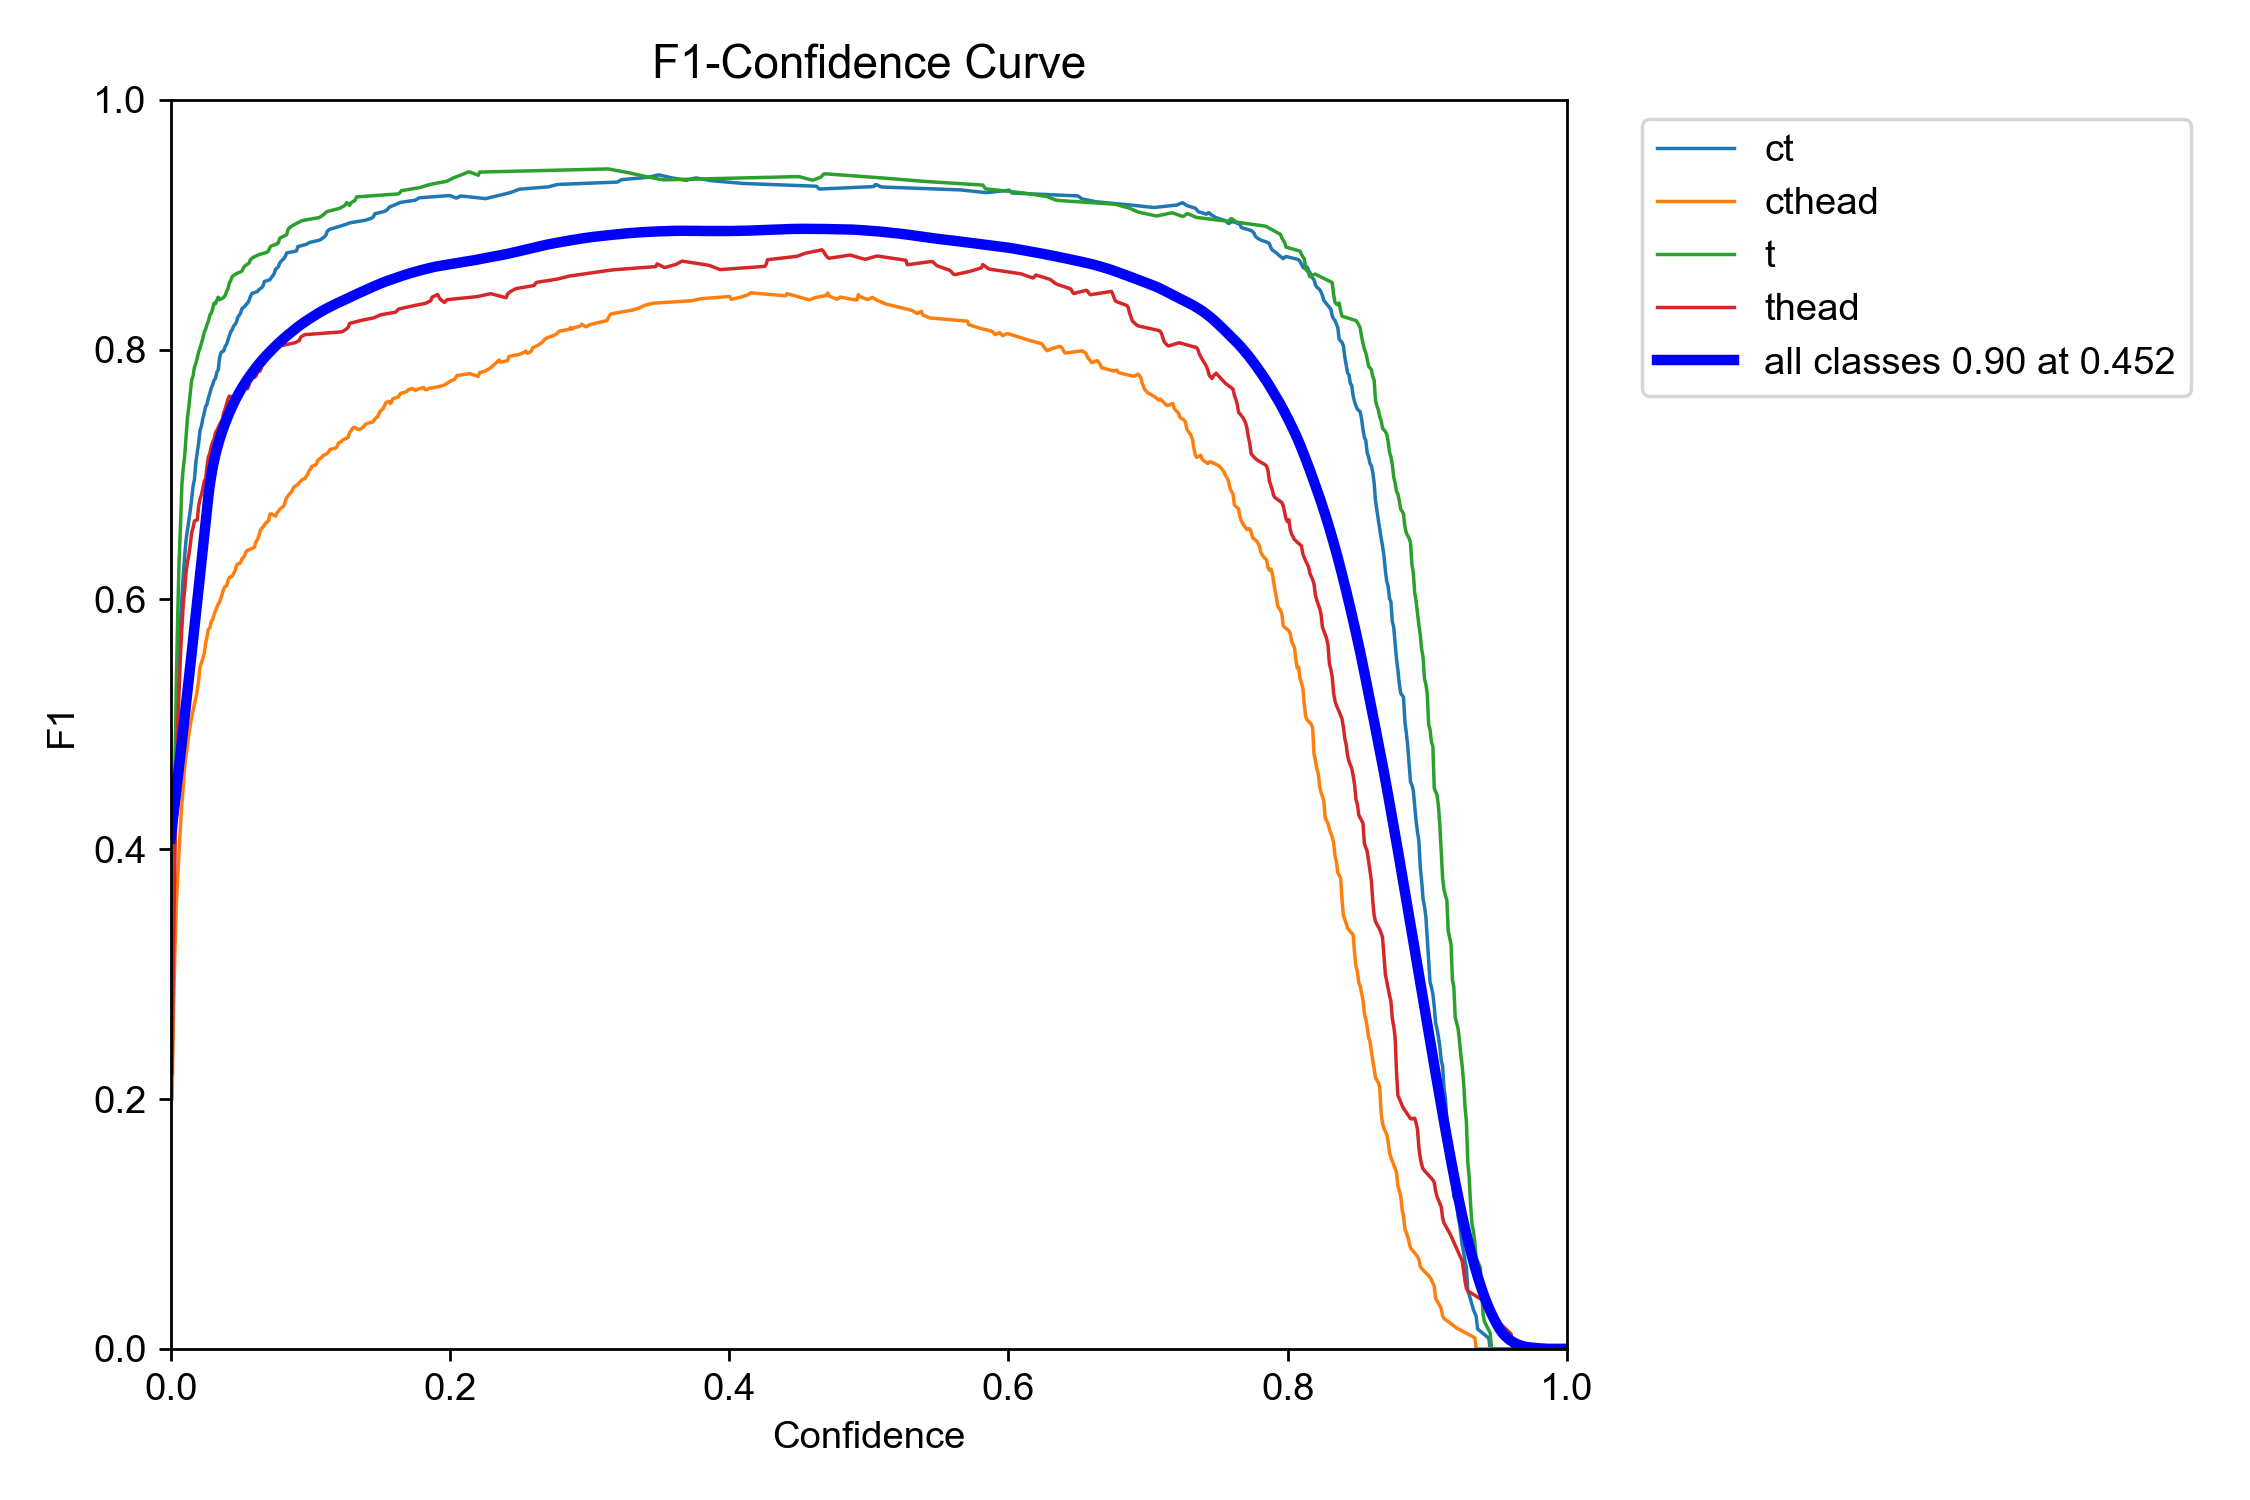 F1-Confidence Curve
1.0
0.8
0.6
0.4
0.2
0.0
F1
0.0 0.2 0.4 0.6 0.8 1.0
Confidence
ct
cthead
t
thead
all classes 0.90 at 0.452